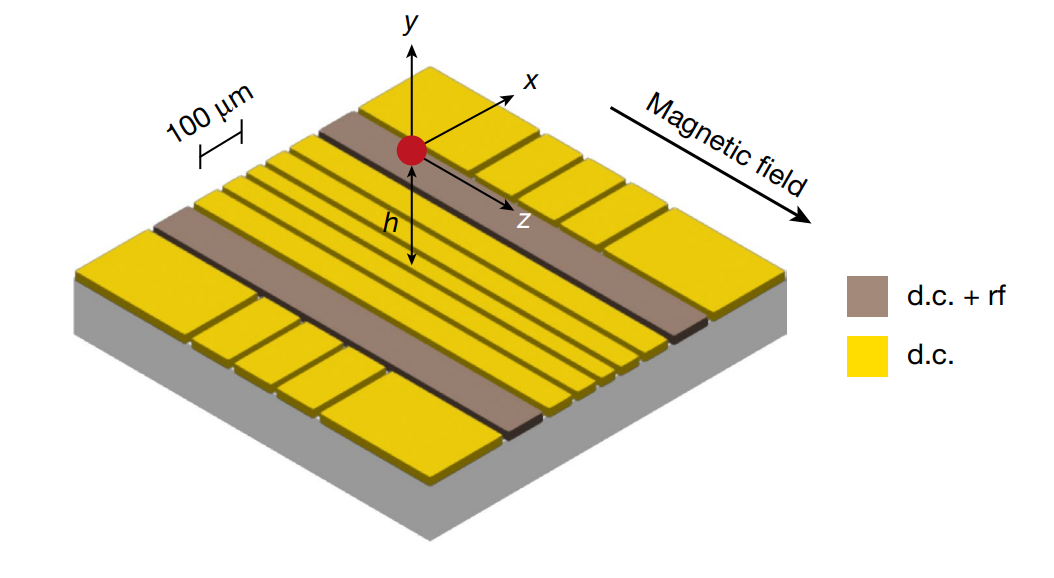 y
x
100 μm
Magnetic field
h
z
d.c. + rf
d.c.